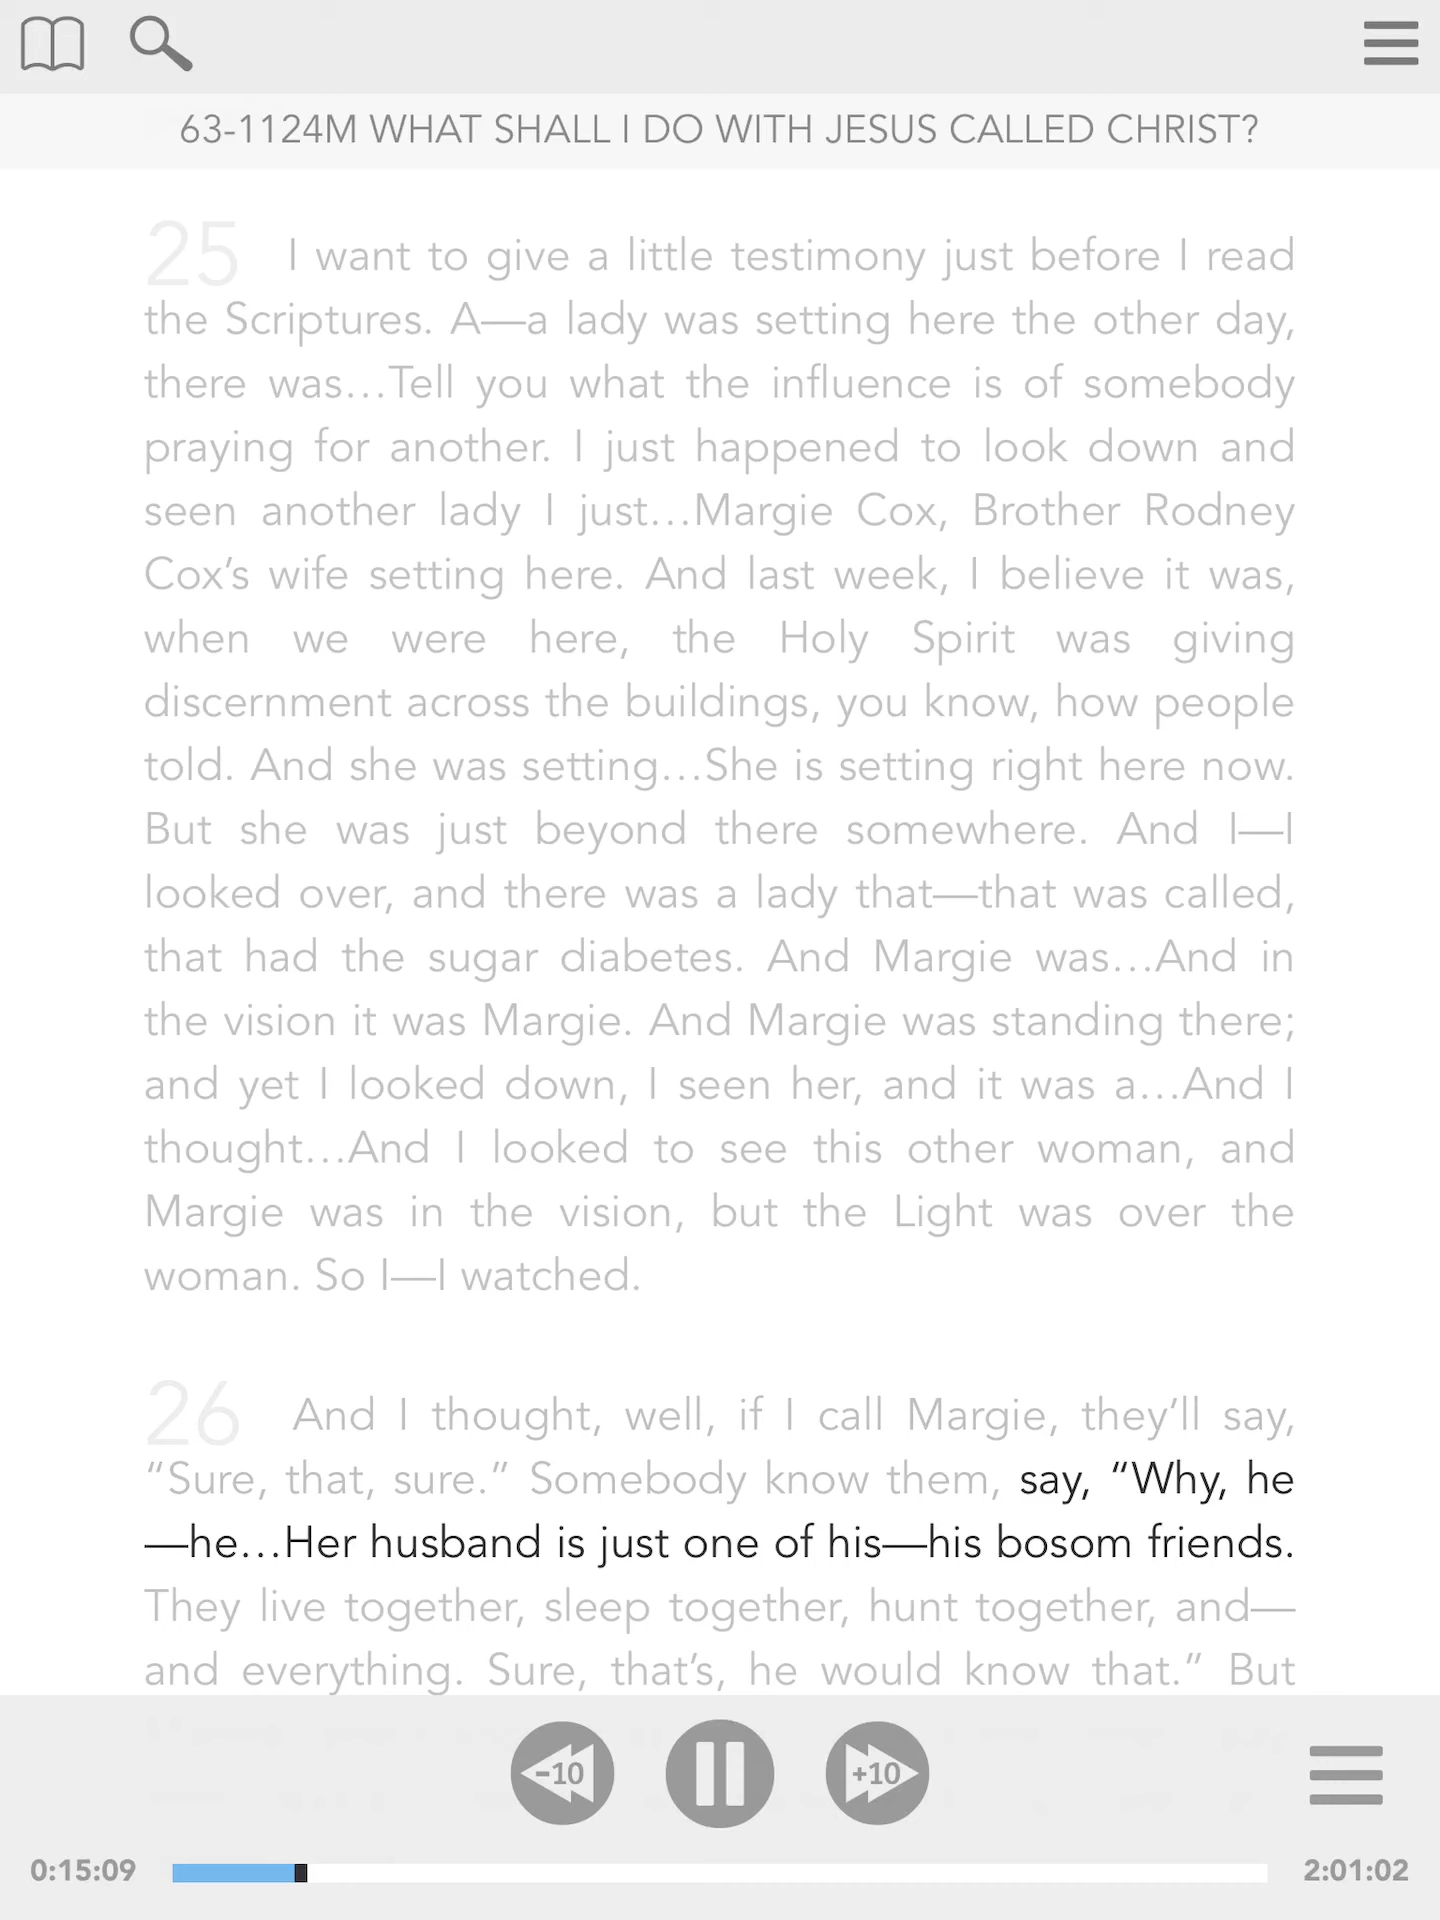 63-1124M WHAT SHALL I DO WITH JESUS CALLED CHRIST?
25 I want to give a little testimony just before I read
the Scriptures. A—a lady was setting here the other day,
there was…Tell you what the influence is of somebody
praying for another. I just happened to look down and
seen another lady I just…Margie Cox, Brother Rodney
Cox’s wife setting here. And last week, I believe it was,
when we were here, the Holy Spirit was giving
discernment across the buildings, you know, how people
told. And she was setting…She is setting right here now.
But she was just beyond there somewhere. And I—I
looked over, and there was a lady that—that was called,
that had the sugar diabetes. And Margie was…And in
the vision it was Margie. And Margie was standing there;
and yet I looked down, I seen her, and it was a…And I
thought…And I looked to see this other woman, and
Margie was in the vision, but the Light was over the
woman. So I—I watched.
26 And I thought, well, if I call Margie, they’ll say,
“Sure, that, sure.” Somebody know them, say, “Why, he
—he…Her husband is just one of his—his bosom friends.
They live together, sleep together, hunt together, and—
and everything. Sure, that’s, he would know that.” But
-10 +10
0:15:09 2:01:02